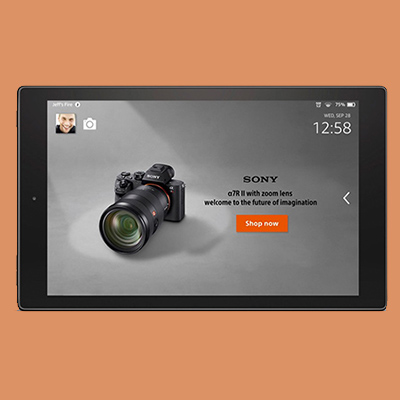 Jeff's Fire
75%
WED, SEP 28
12:58
SONY
SONY
α7R II with zoom lens
welcome to the future of imagination
Shop now